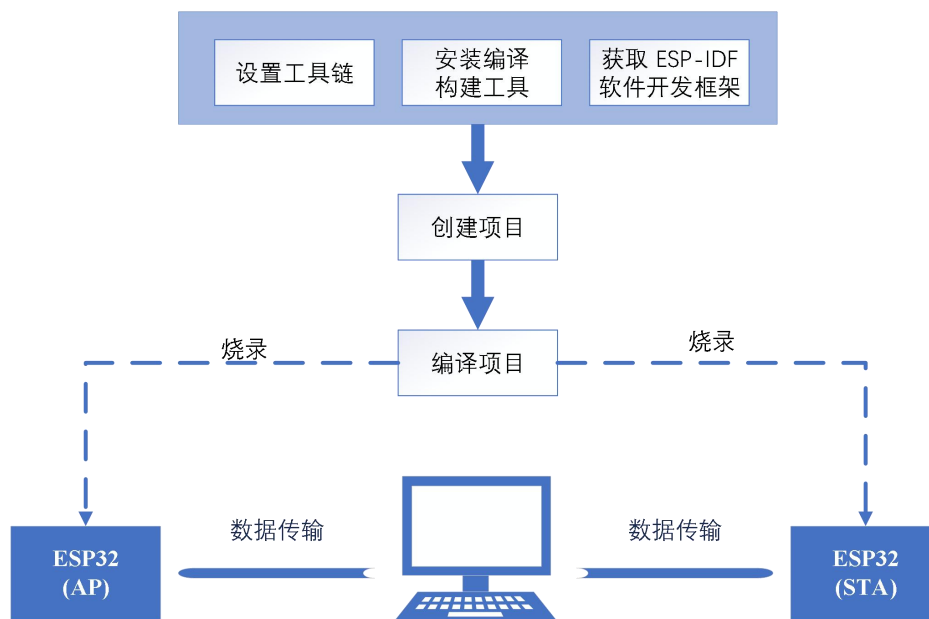 设置工具链
安装编译
构建工具
获取 ESP-IDF
软件开发框架
创建项目
烧录
编译项目
烧录
数据传输
数据传输
ESP32
(AP)
ESP32
(STA)